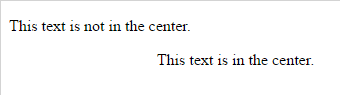 This text is not in the center.
This text is in the center.